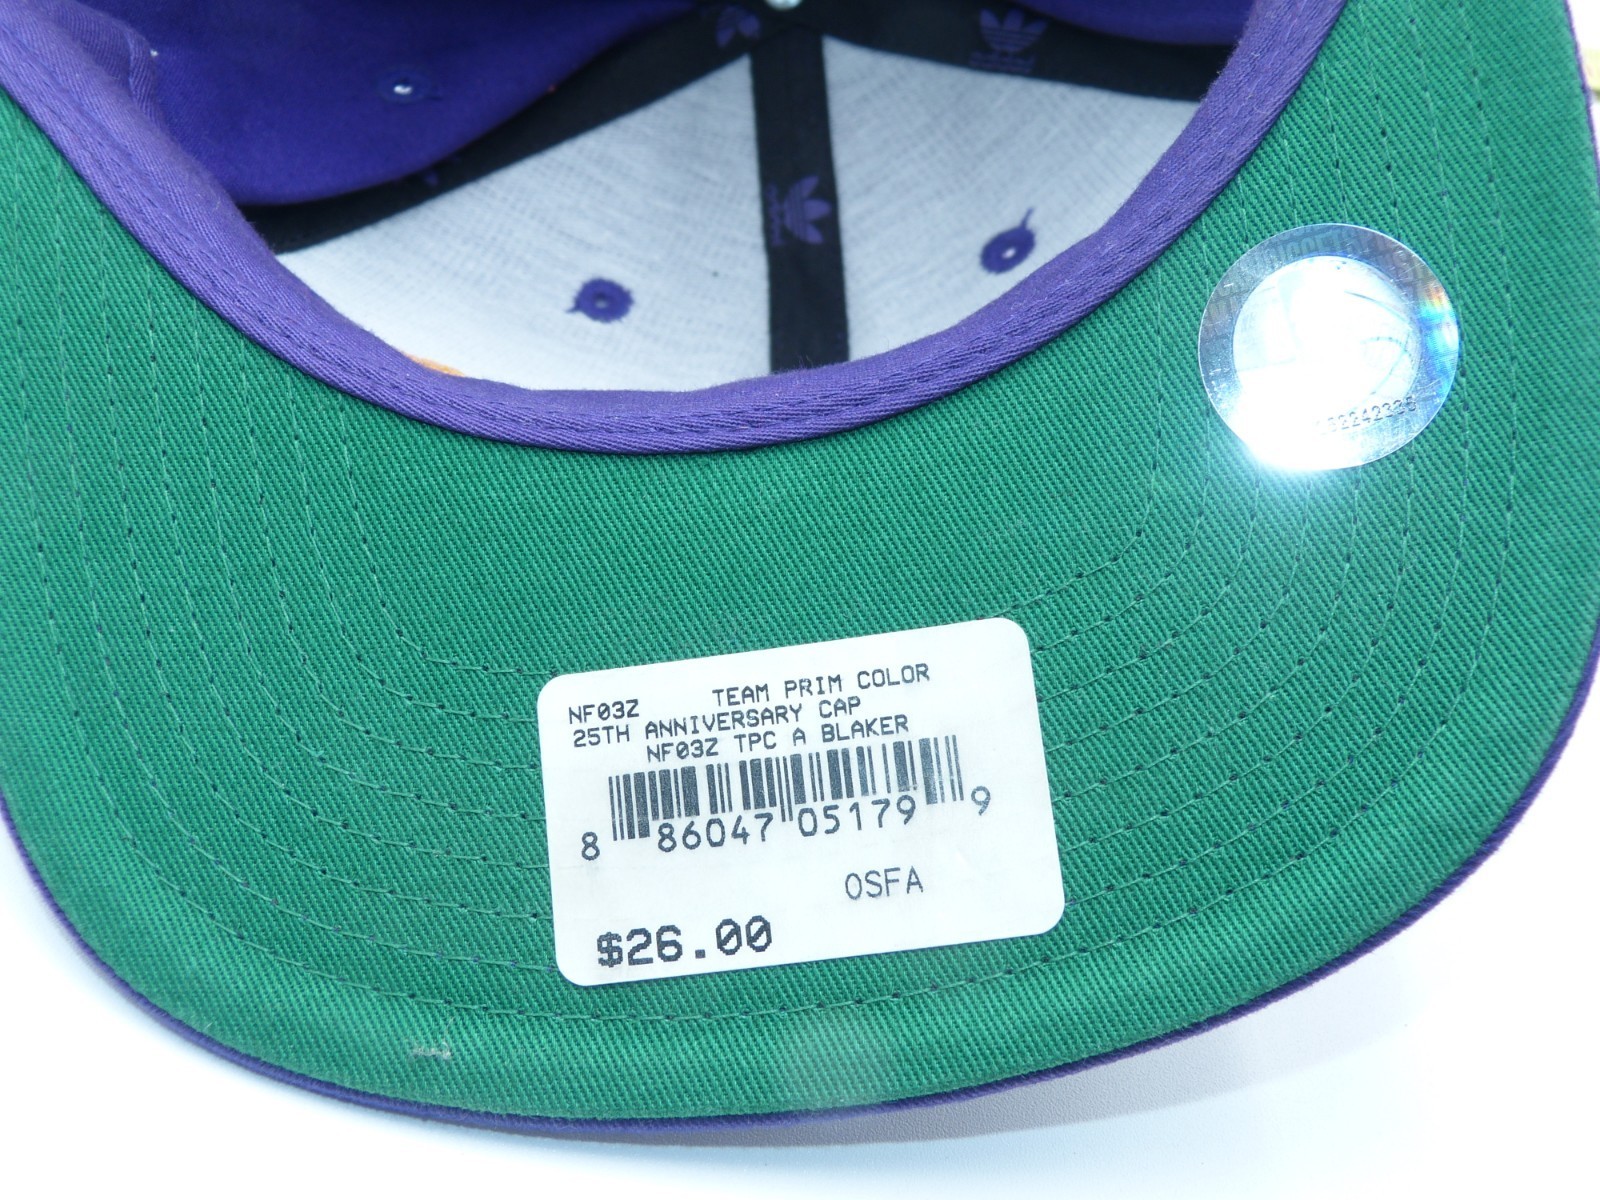 NF03Z TEAM PRIM COLOR
25TH ANNIVERSARY CAP
NF03Z TPC A BLAKER
8 86047 05179 9
OSFA
$26.00